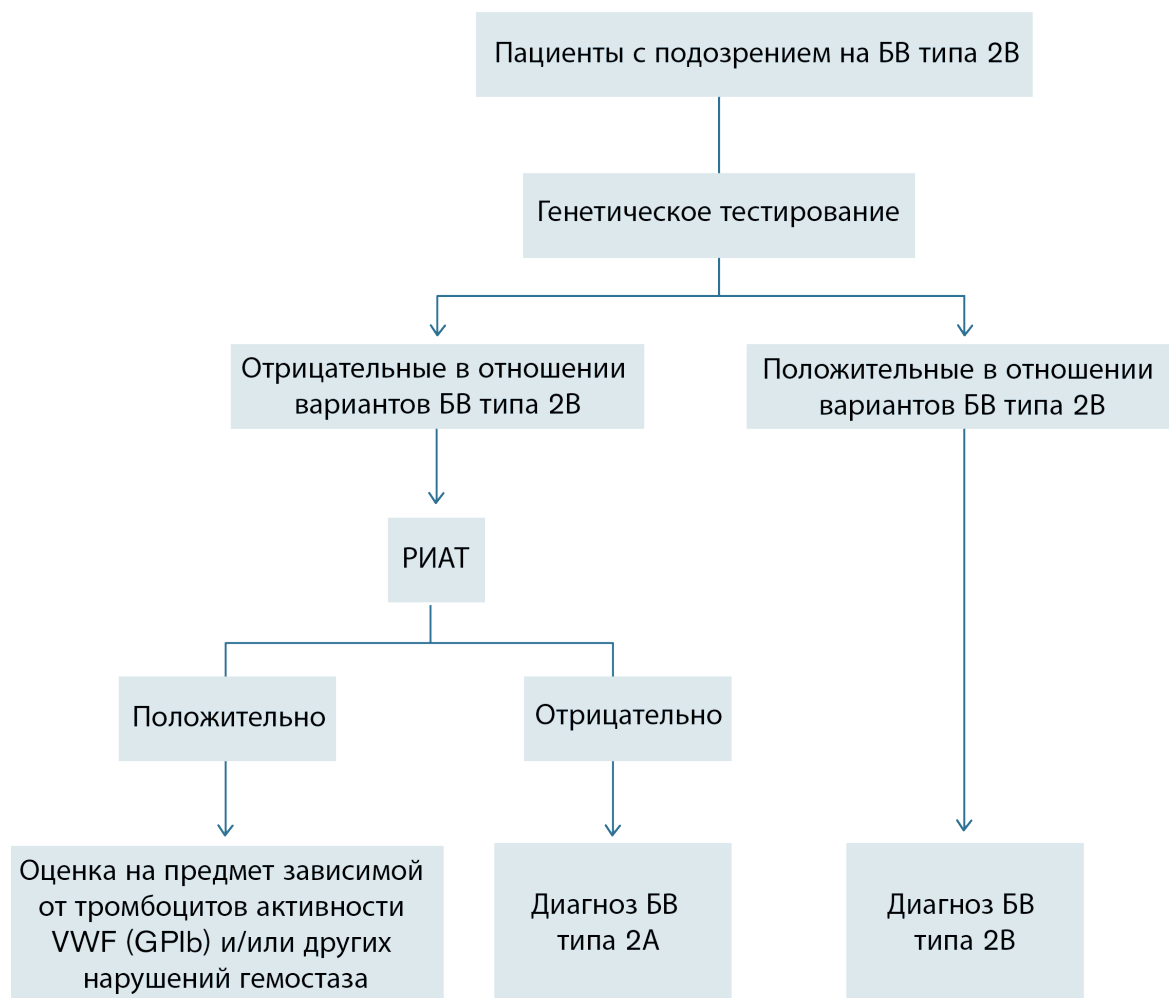 Пациенты с подозрением на БВ типа 2В
Генетическое тестирование
Отрицательные в отношении
вариантов БВ типа 2В
Положительные в отношении
вариантов БВ типа 2В
РИАТ
Положительно
Отрицательно
Оценка на предмет зависимой
от тромбоцитов активности
VWF (GPIb) и/или других
нарушений гемостаза
Диагноз БВ
типа 2А
Диагноз БВ
типа 2В